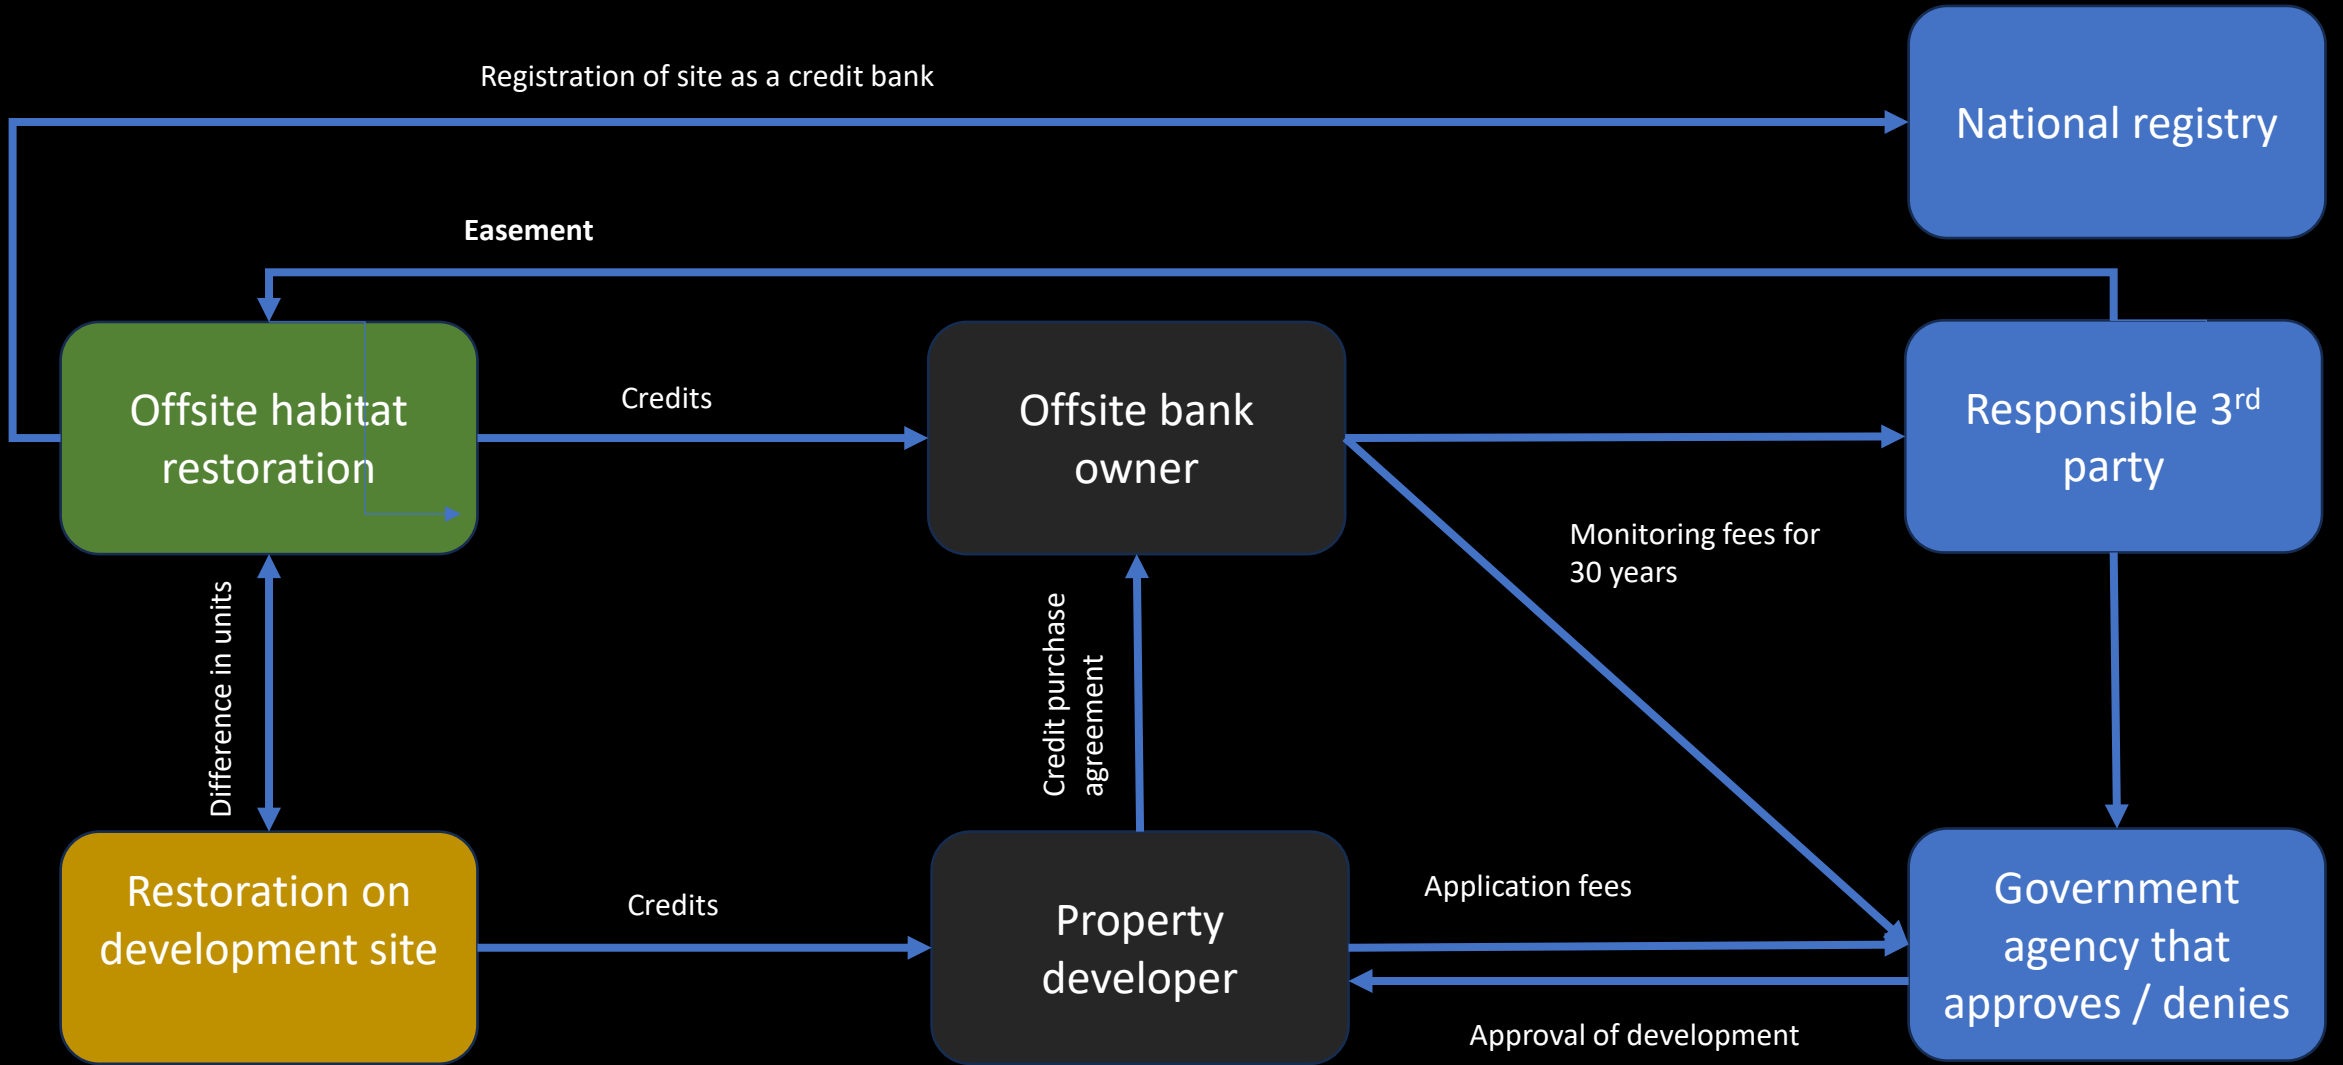 Registration of site as a credit bank
National registry
Easement
Offsite habitat
restoration
Credits
Offsite bank
owner
Responsible 3rd
party
Monitoring fees for
30 years
Difference in units
Credit purchase
agreement
Restoration on
development site
Credits
Property
developer
Application fees
Approval of development
Government
agency that
approves / denies